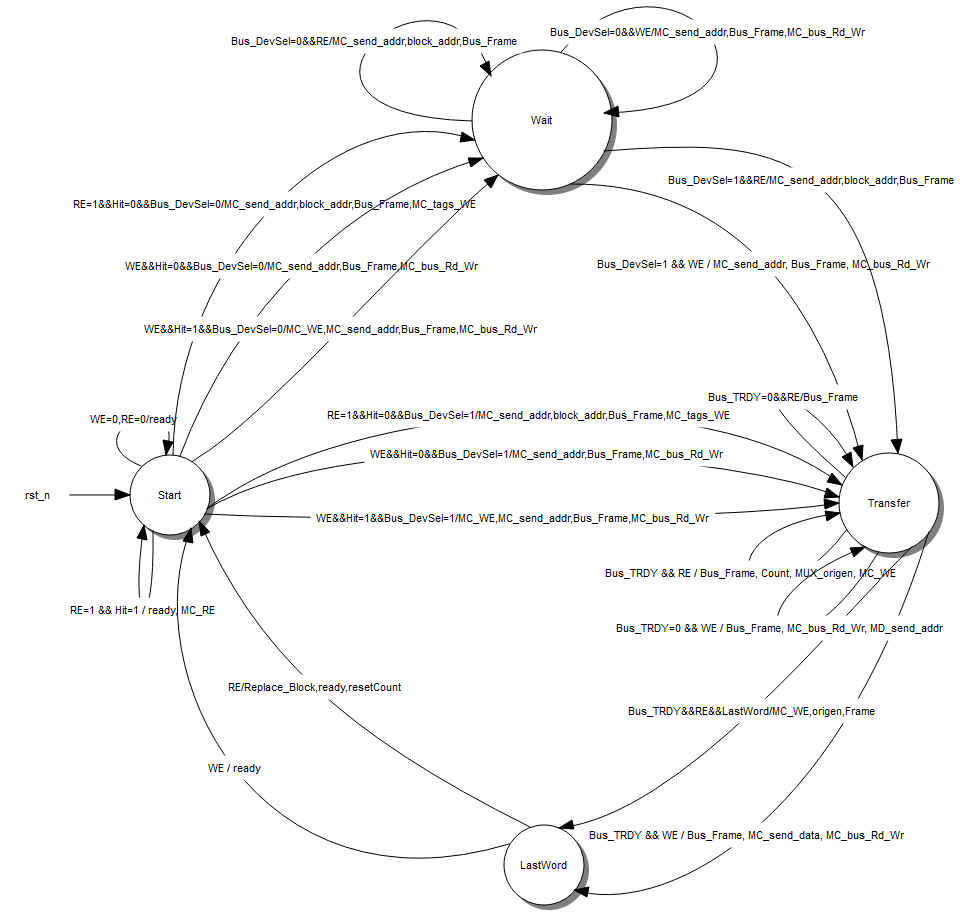 Bus_DevSel=0&&WE/MC_send_addr,Bus_Frame,MC_bus_Rd_Wr
Bus_DevSel=0&&RE/MC_send_addr,block_addr,Bus_Frame
Wait
Bus_DevSel=1&&RE/MC_send_addr,block_addr,Bus_Frame
RE=1&&Hit=0&&Bus_DevSel=0/MC_send_addr,block_addr,Bus_Frame,MC_tags_WE
Bus_DevSel=1 && WE / MC_send_addr, Bus_Frame, MC_bus_Rd_Wr
WE&&Hit=0&&Bus_DevSel=0/MC_send_addr,Bus_Frame,MC_bus_Rd_Wr
WE&&Hit=1&&Bus_DevSel=0/MC_WE,MC_send_addr,Bus_Frame,MC_bus_Rd_Wr
Bus_TRDY=0&&RE/Bus_Frame
RE=1&&Hit=0&&Bus_DevSel=1/MC_send_addr,block_addr,Bus_Frame,MC_tags_WE
WE=0,RE=0/ready
WE&&Hit=0&&Bus_DevSel=1/MC_send_addr,Bus_Frame,MC_bus_Rd_Wr
rst_n
Start
Transfer
WE&&Hit=1&&Bus_DevSel=1/MC_WE,MC_send_addr,Bus_Frame,MC_bus_Rd_Wr
Bus_TRDY && RE / Bus_Frame, Count, MUX_origen, MC_WE
RE=1 && Hit=1 / ready, MC_RE
Bus_TRDY=0 && WE / Bus_Frame, MC_bus_Rd_Wr, MD_send_addr
RE/Replace_Block,ready,resetCount
Bus_TRDY&&RE&&LastWord/MC_WE,origen,Frame
WE / ready
Bus_TRDY && WE / Bus_Frame, MC_send_data, MC_bus_Rd_Wr
LastWord